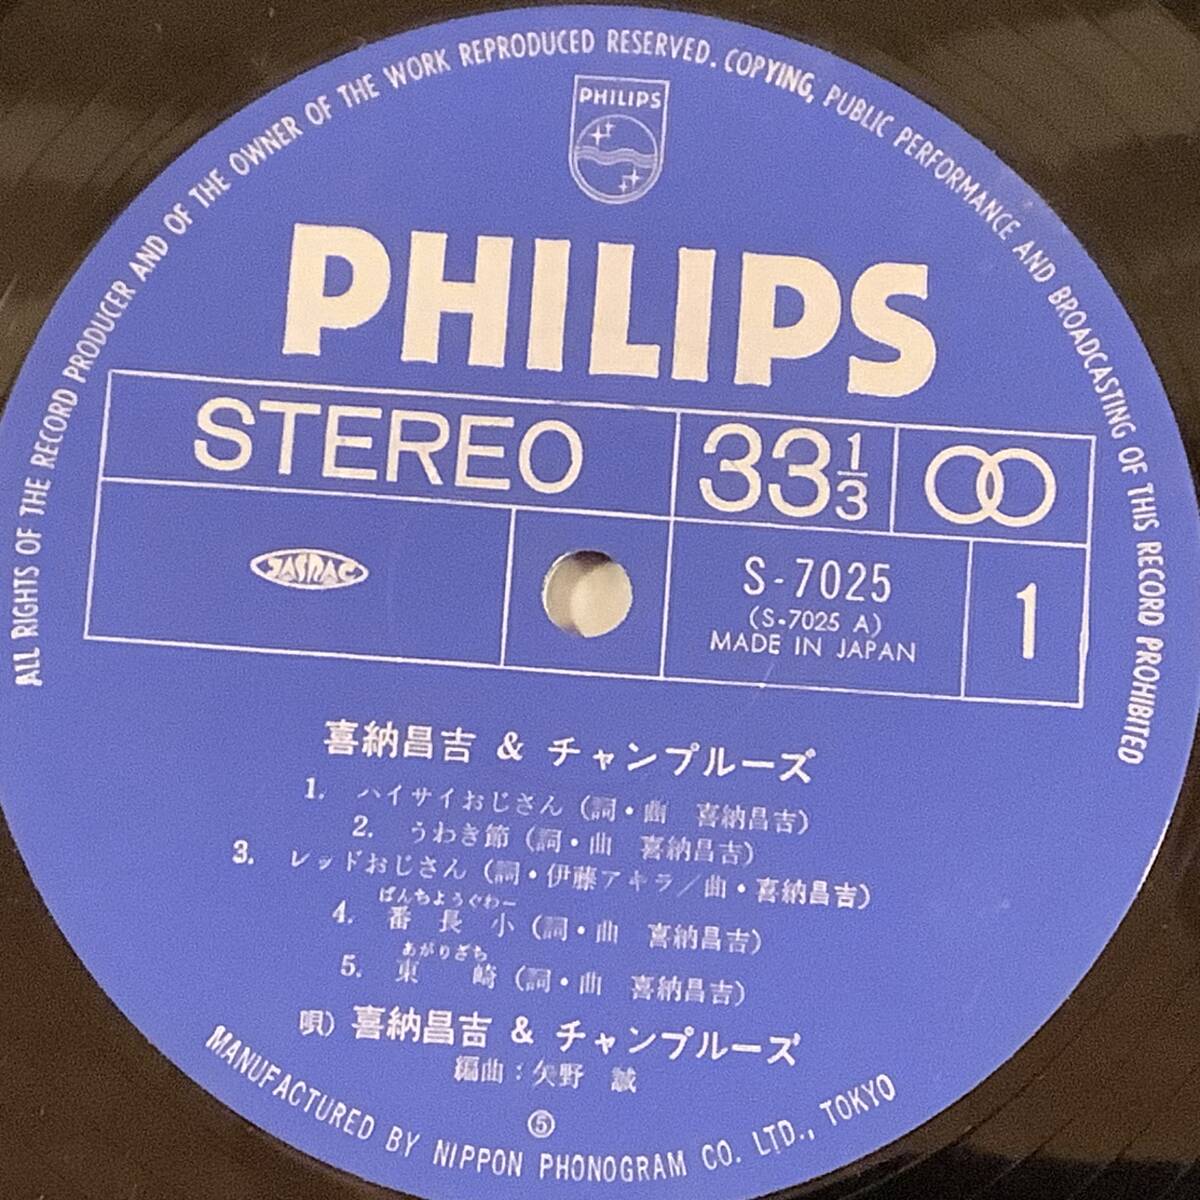 ALL RIGHTS OF THE RECORD PRODUCER AND OF THE OWNER OF THE WORK REPRODUCED RESERVED. COPYING, PUBLIC PERFORMANCE AND BROADCASTING OF THIS RECORD PROHIBITED
PHILIPS
PHILIPS
STEREO 33 1/3
JASRAC S-7025 1
(S-7025 A)
MADE IN JAPAN
喜納昌吉 & チャンプルーズ
1. ハイサイおじさん (詞・曲 喜納昌吉)
2. うわき節 (詞・曲 喜納昌吉)
3. レッドおじさん (詞・伊藤アキラ/曲・喜納昌吉)
ばんちようぐわー
4. 番長小 (詞・曲 喜納昌吉)
あがりざち
5. 東崎 (詞・曲 喜納昌吉)
唄) 喜納昌吉 & チャンプルーズ
編曲:矢野 誠
⑤
MANUFACTURED BY NIPPON PHONOGRAM CO. LTD., TOKYO